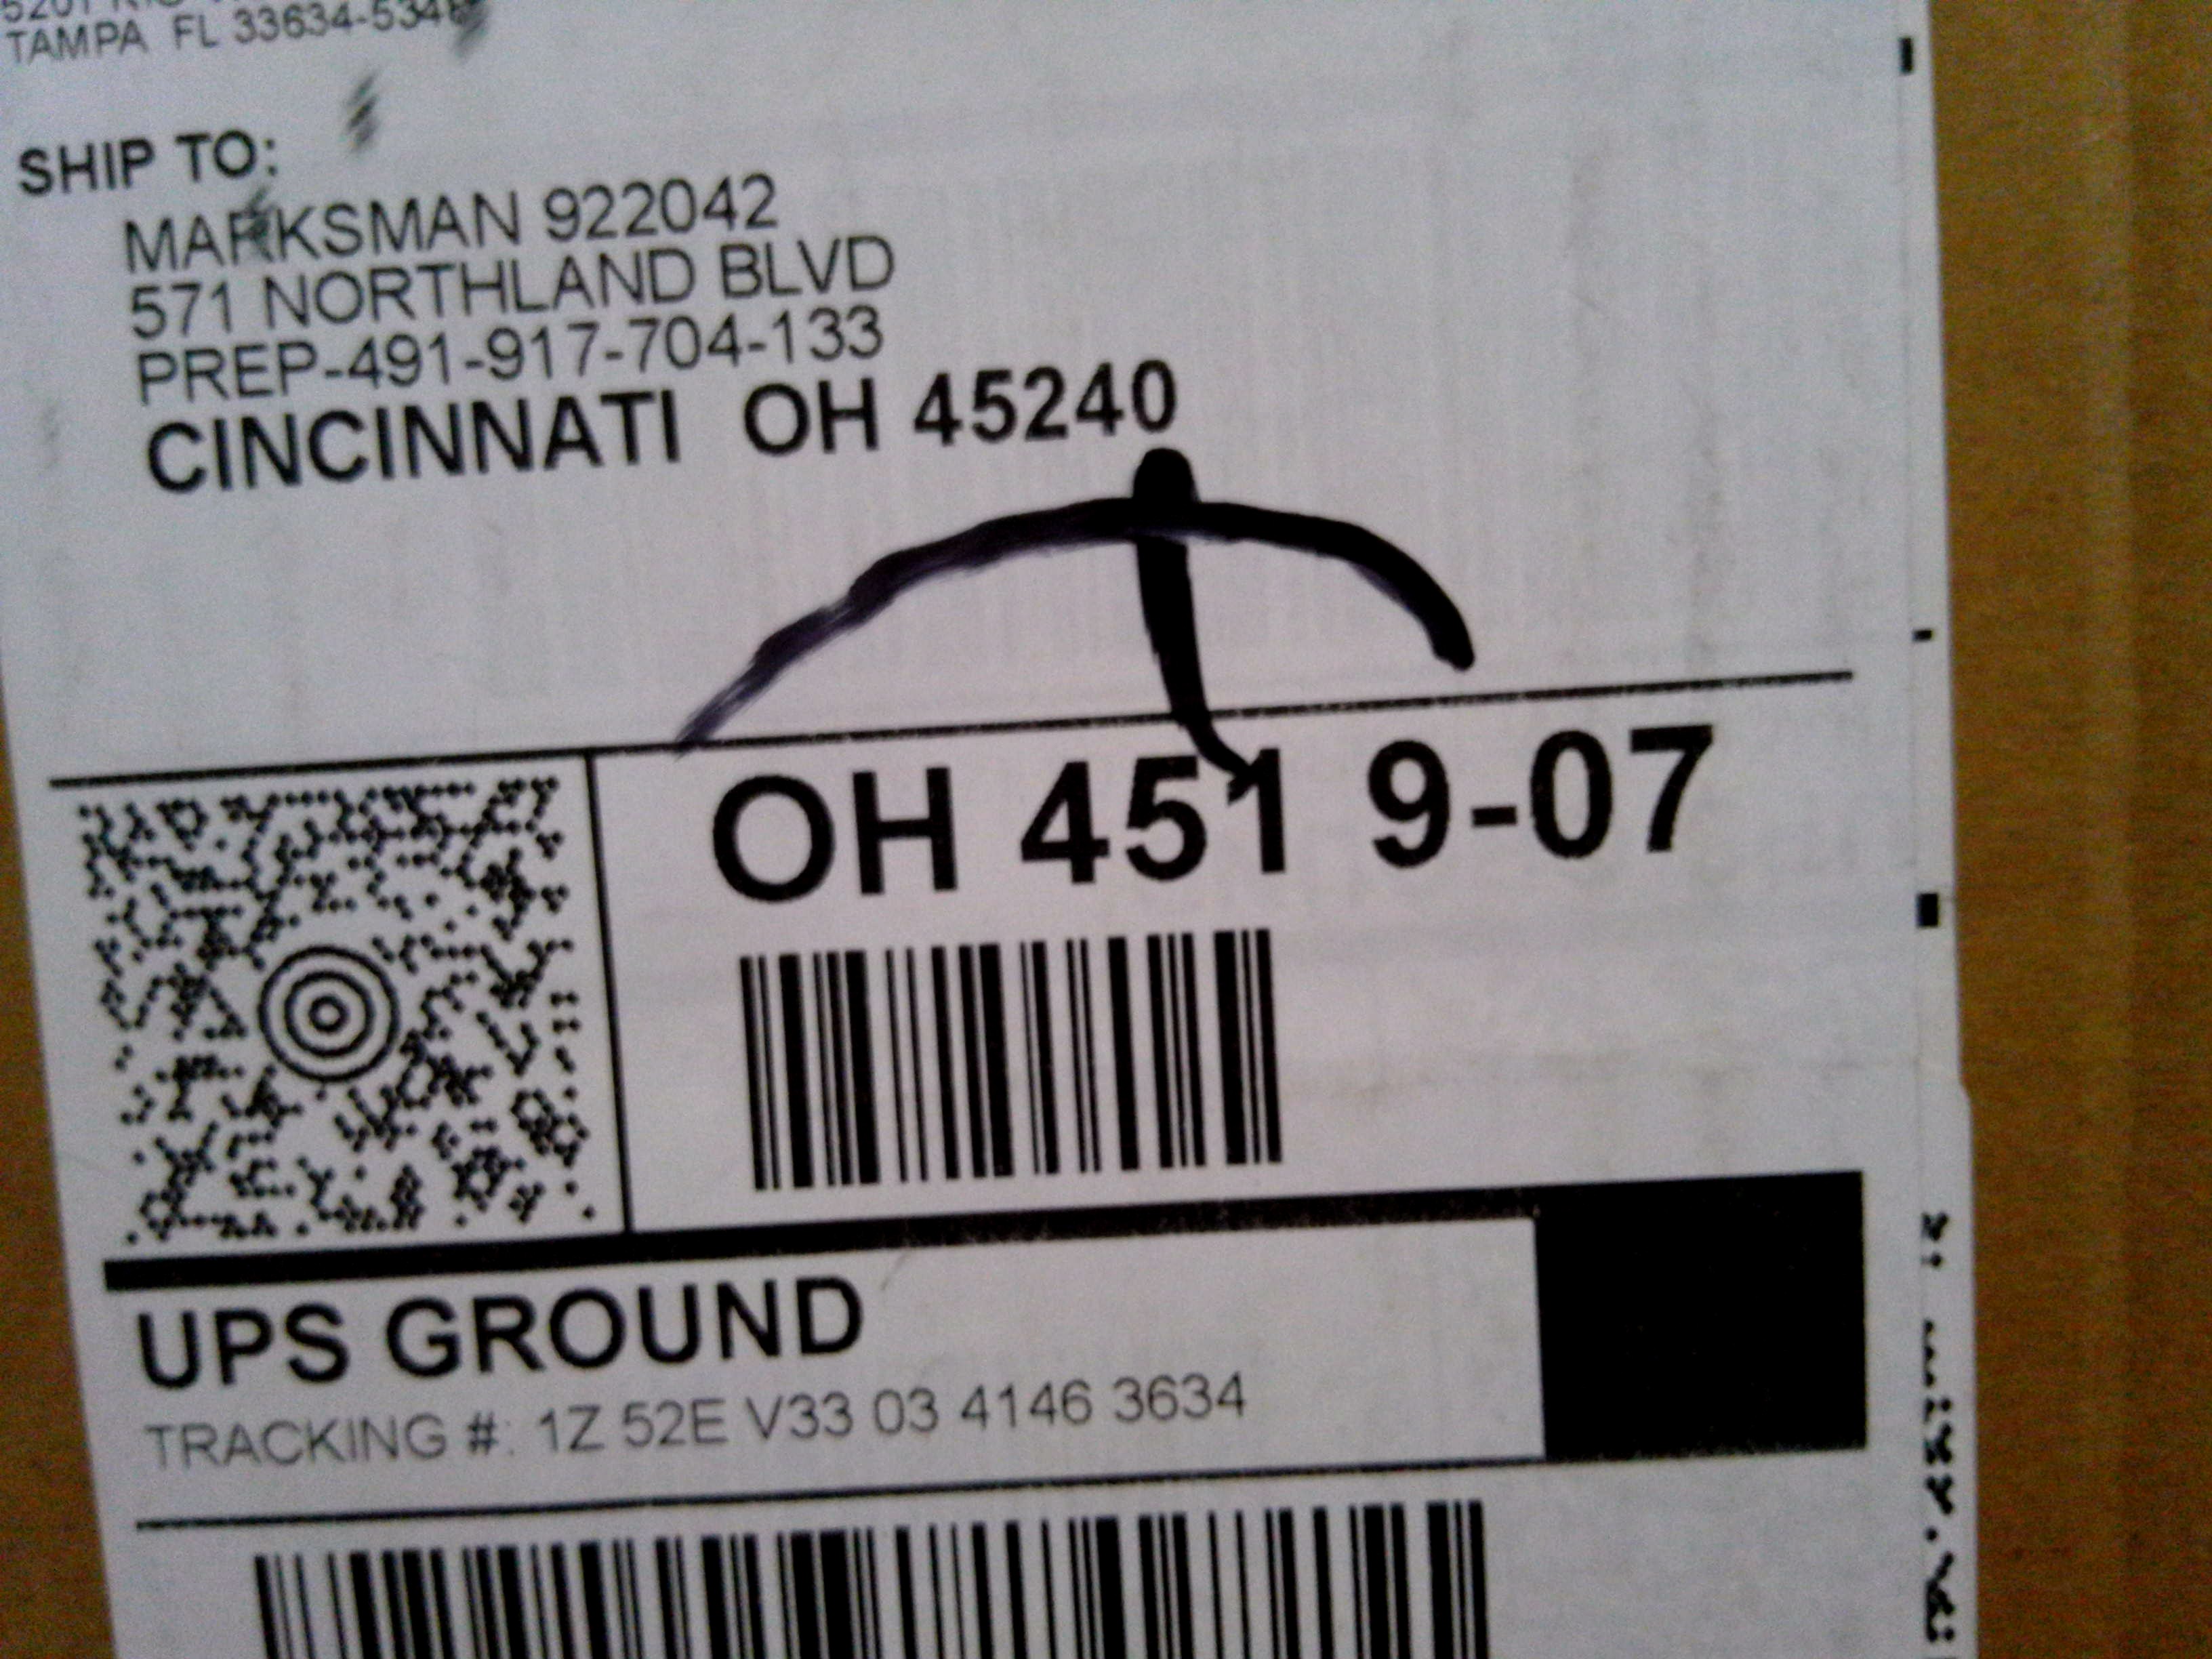 TAMPA FL 33634-534
SHIP TO:
MARKSMAN 922042
571 NORTHLAND BLVD
PREP-491-917-704-133
CINCINNATI OH 45240
OH 451 9-07
UPS GROUND
TRACKING #: 1Z 52E V33 03 4146 3634